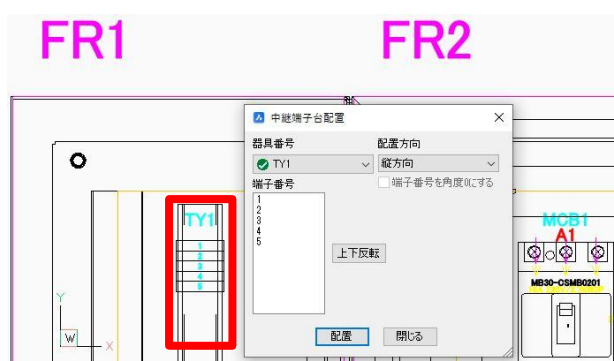 FR1 FR2
中継端子台配置
器具番号 配置方向
TY1 縦方向
端子番号 端子番号を角度0にする
1
2
3
4
5
上下反転
配置 閉じる
TY1
1
2
3
4
5
MCB1
A1
MB30-CSMB0201
Y
W
X